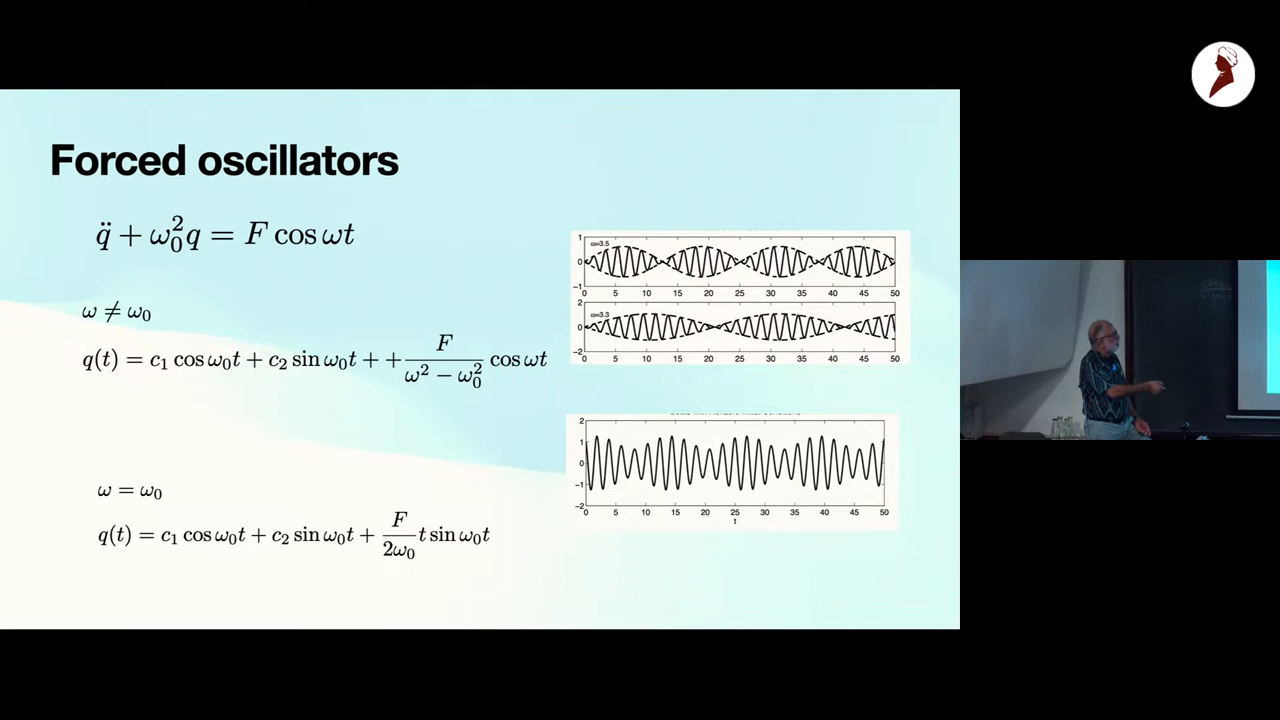 Forced oscillators
q̈ + ω₀²q = F cos ωt
ω ≠ ω₀
q(t) = c₁ cos ω₀t + c₂ sin ω₀t + + F/(ω² − ω₀²) cos ωt
ω = ω₀
q(t) = c₁ cos ω₀t + c₂ sin ω₀t + F/(2ω₀) t sin ω₀t
1
ω=3.5
0
−1
0 5 10 15 20 25 30 35 40 45 50
2
ω=3.3
0
−2
0 5 10 15 20 25 30 35 40 45 50
2
1
0
−1
−2
0 5 10 15 20 25 30 35 40 45 50
t